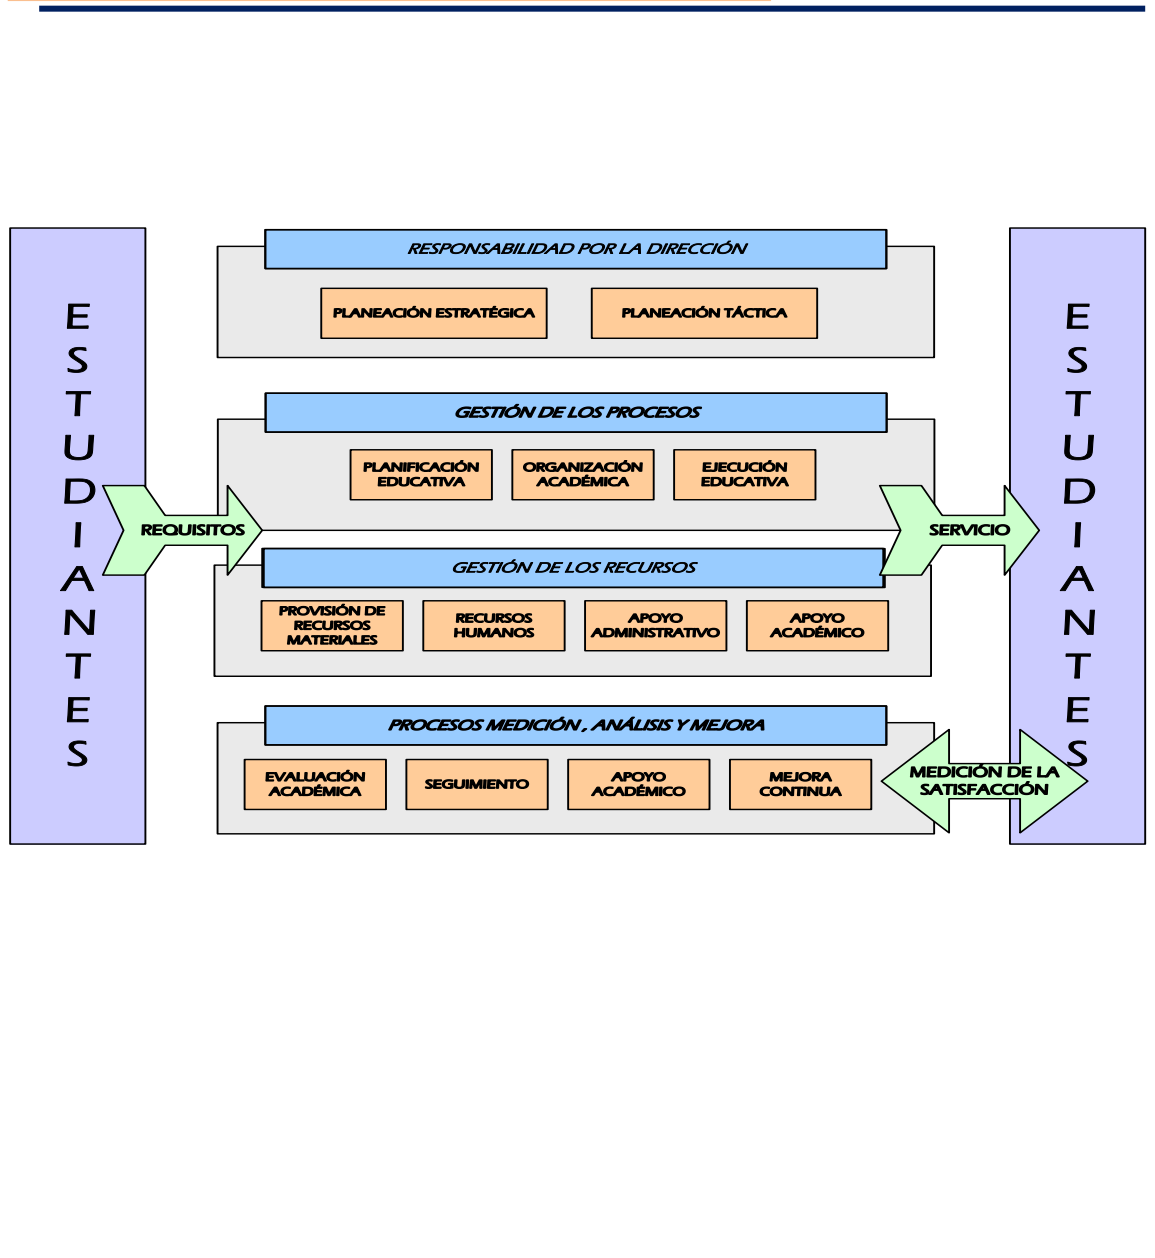 ESTUDIANTES
RESPONSABILIDAD POR LA DIRECCIÓN
PLANEACIÓN ESTRATÉGICA
PLANEACIÓN TÁCTICA
GESTIÓN DE LOS PROCESOS
PLANIFICACIÓN
EDUCATIVA
ORGANIZACIÓN
ACADÉMICA
EJECUCIÓN
EDUCATIVA
REQUISITOS
SERVICIO
GESTIÓN DE LOS RECURSOS
PROVISIÓN DE
RECURSOS
MATERIALES
RECURSOS
HUMANOS
APOYO
ADMINISTRATIVO
APOYO
ACADÉMICO
PROCESOS MEDICIÓN , ANÁLISIS Y MEJORA
EVALUACIÓN
ACADÉMICA
SEGUIMIENTO
APOYO
ACADÉMICO
MEJORA
CONTINUA
MEDICIÓN DE LA
SATISFACCIÓN
ESTUDIANTES